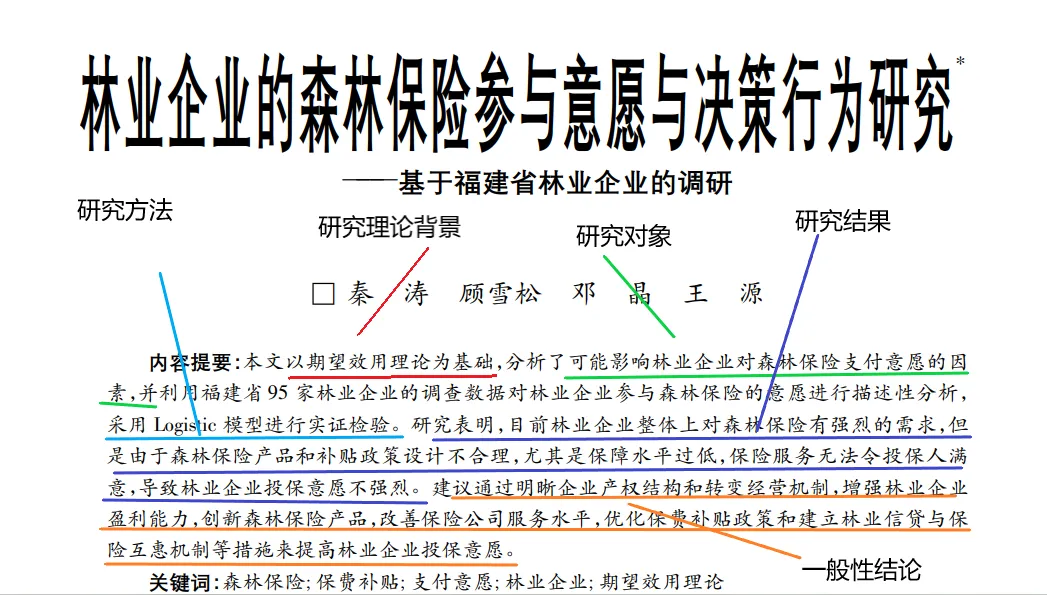 林业企业的森林保险参与意愿与决策行为研究*
——基于福建省林业企业的调研
研究方法
研究理论背景
研究对象
研究结果
□秦 涛 顾雪松 邓 晶 王 源
内容提要:本文以期望效用理论为基础,分析了可能影响林业企业对森林保险支付意愿的因
素,并利用福建省95家林业企业的调查数据对林业企业参与森林保险的意愿进行描述性分析,
采用 Logistic 模型进行实证检验。研究表明,目前林业企业整体上对森林保险有强烈的需求,但
是由于森林保险产品和补贴政策设计不合理,尤其是保障水平过低,保险服务无法令投保人满
意,导致林业企业投保意愿不强烈。建议通过明晰企业产权结构和转变经营机制,增强林业企业
盈利能力,创新森林保险产品,改善保险公司服务水平,优化保费补贴政策和建立林业信贷与保
险互惠机制等措施来提高林业企业投保意愿。
一般性结论
关键词:森林保险;保费补贴;支付意愿;林业企业;期望效用理论